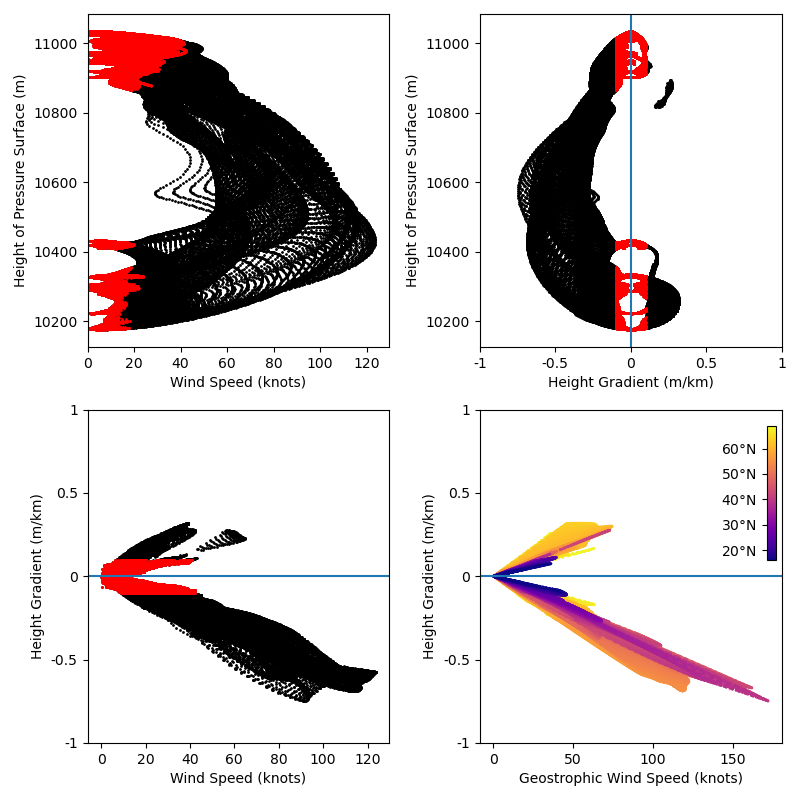 11000
10800
10600
10400
10200
0 20 40 60 80 100 120
Height of Pressure Surface (m)
Wind Speed (knots)
11000
10800
10600
10400
10200
-1 -0.5 0 0.5 1
Height of Pressure Surface (m)
Height Gradient (m/km)
1
0.5
0
-0.5
-1
0 20 40 60 80 100 120
Height Gradient (m/km)
Wind Speed (knots)
1
0.5
0
-0.5
-1
0 50 100 150
Height Gradient (m/km)
Geostrophic Wind Speed (knots)
60°N
50°N
40°N
30°N
20°N